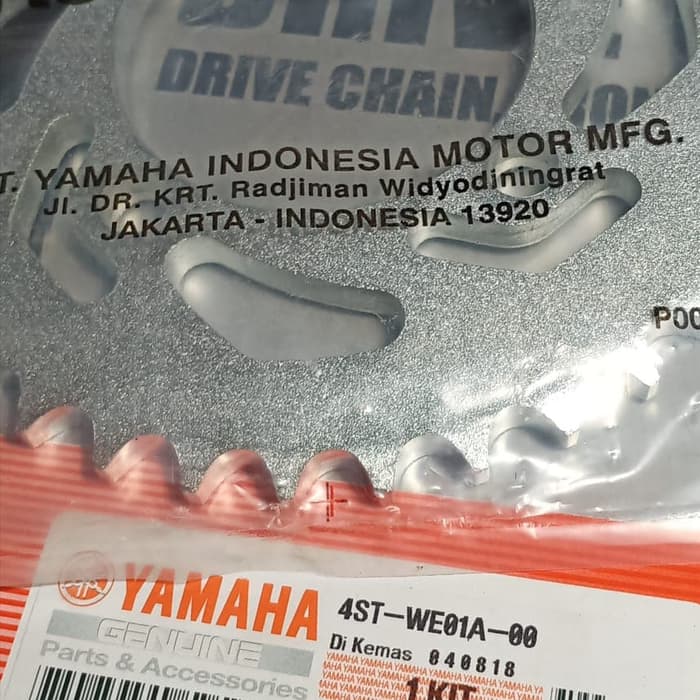 DRIVE CHAIN
T. YAMAHA INDONESIA MOTOR MFG.
Jl. DR. KRT. Radjiman Widyodiningrat
JAKARTA - INDONESIA 13920
P00
YAMAHA
GENUINE
Parts & Accessories
4ST-WE01A-00
Di Kemas 040818
1 KIT